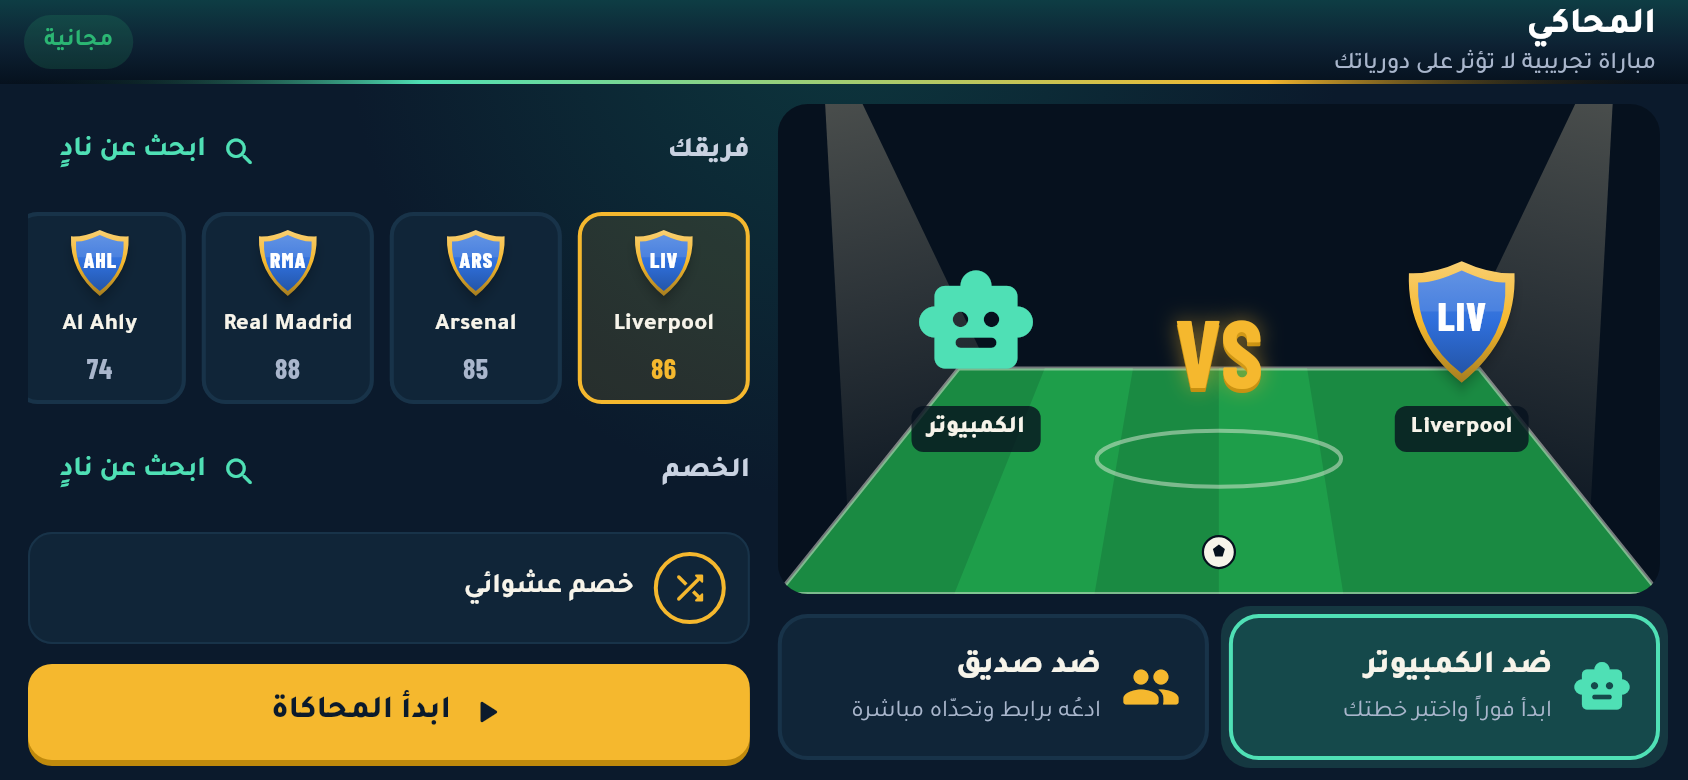 المحاكي
مباراة تجريبية لا تؤثر على دورياتك
مجانية
LIV
VS
Liverpool
الكمبيوتر
ضد الكمبيوتر
ابدأ فوراً واختبر خطتك
ضد صديق
ادعُه برابط وتحدّاه مباشرة
فريقك
ابحث عن نادٍ
LIV
Liverpool
86
ARS
Arsenal
85
RMA
Real Madrid
88
AHL
Al Ahly
74
الخصم
ابحث عن نادٍ
خصم عشوائي
ابدأ المحاكاة